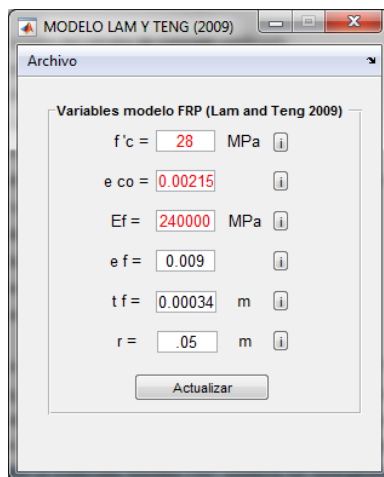 MODELO LAM Y TENG (2009)
Archivo
Variables modelo FRP (Lam and Teng 2009)
f 'c = 28 MPa i
e co = 0.00215 i
Ef = 240000 MPa i
e f = 0.009 i
t f = 0.00034 m i
r = .05 m i
Actualizar